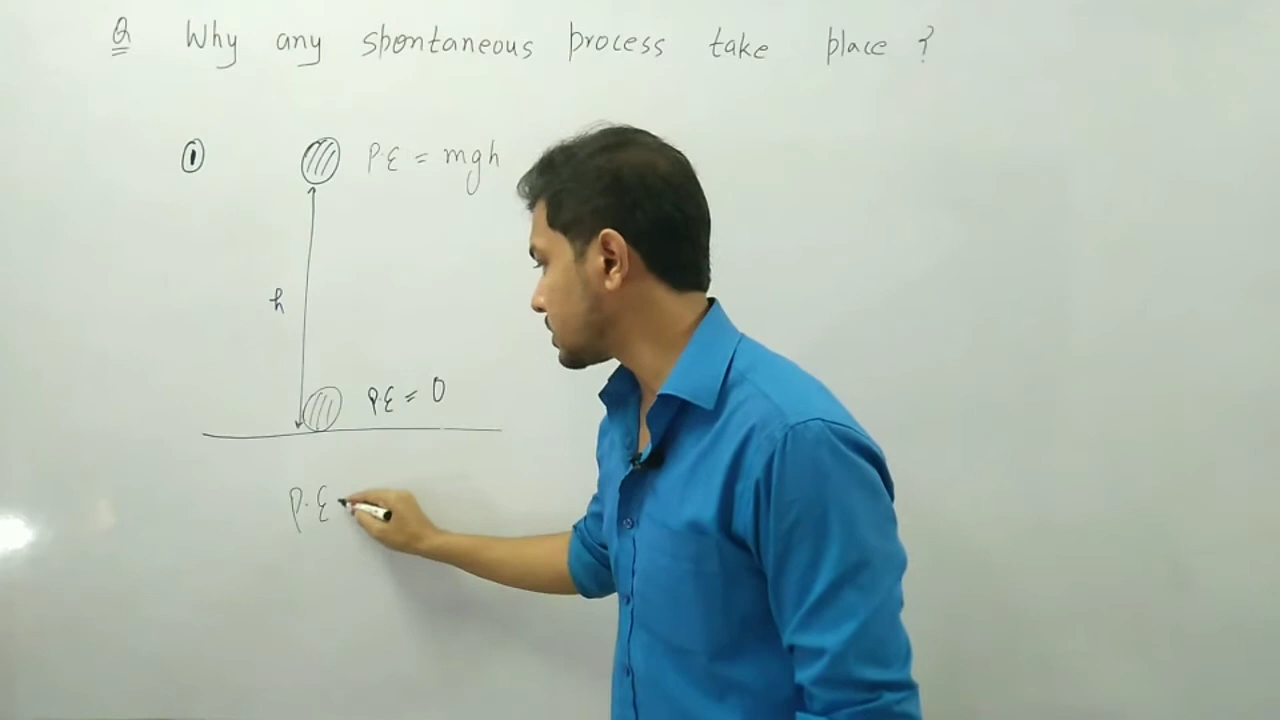 Q Why any spontaneous process take place ?
① P.E = mgh
h
P.E = 0
P.E